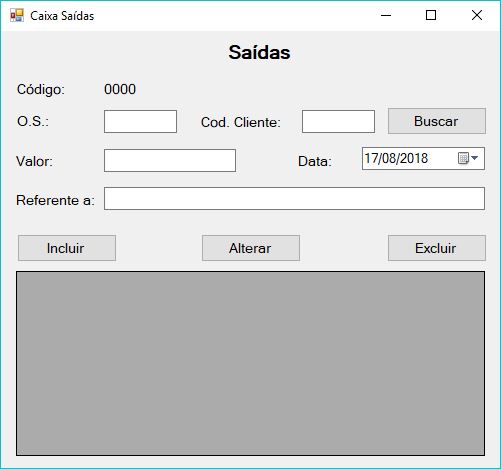 Caixa Saídas
Saídas
Código: 0000
O.S.: Cod. Cliente: Buscar
Valor: Data: 17/08/2018
Referente a:
Incluir Alterar Excluir